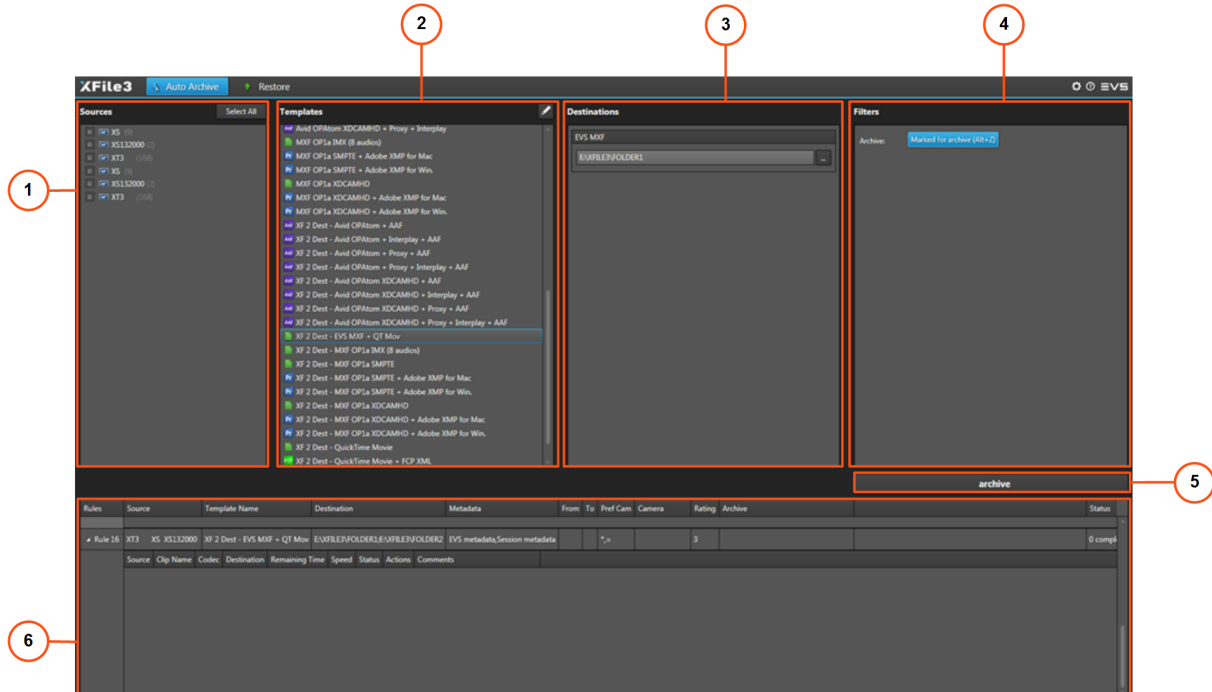 2
3
4
XFile3
Auto Archive
Restore
EVS
Sources
Select All
Templates
Destinations
Filters
XS (9)
XS132000 (2)
XT3 (168)
XS (9)
XS132000 (2)
XT3 (168)
Avid OPAtom XDCAMHD + Proxy + Interplay
MXF OP1a IMX (8 audios)
MXF OP1a SMPTE + Adobe XMP for Mac
MXF OP1a SMPTE + Adobe XMP for Win.
MXF OP1a XDCAMHD
MXF OP1a XDCAMHD + Adobe XMP for Mac
MXF OP1a XDCAMHD + Adobe XMP for Win.
XF 2 Dest - Avid OPAtom + AAF
XF 2 Dest - Avid OPAtom + Interplay + AAF
XF 2 Dest - Avid OPAtom + Proxy + AAF
XF 2 Dest - Avid OPAtom + Proxy + Interplay + AAF
XF 2 Dest - Avid OPAtom XDCAMHD + AAF
XF 2 Dest - Avid OPAtom XDCAMHD + Interplay + AAF
XF 2 Dest - Avid OPAtom XDCAMHD + Proxy + AAF
XF 2 Dest - Avid OPAtom XDCAMHD + Proxy + Interplay + AAF
XF 2 Dest - EVS MXF + QT Mov
XF 2 Dest - MXF OP1a IMX (8 audios)
XF 2 Dest - MXF OP1a SMPTE
XF 2 Dest - MXF OP1a SMPTE + Adobe XMP for Mac
XF 2 Dest - MXF OP1a SMPTE + Adobe XMP for Win.
XF 2 Dest - MXF OP1a XDCAMHD
XF 2 Dest - MXF OP1a XDCAMHD + Adobe XMP for Mac
XF 2 Dest - MXF OP1a XDCAMHD + Adobe XMP for Win.
XF 2 Dest - QuickTime Movie
XF 2 Dest - QuickTime Movie + FCP XML
EVS MXF
E:\XFILE3\FOLDER1
...
Archive: Marked for archive (Alt+Z)
1
archive
5
Rules Source Template Name Destination Metadata From To Pref Cam Camera Rating Archive Status
Rule 16 XT3 XS XS132000 XF 2 Dest - EVS MXF + QT Mov E:\XFILE3\FOLDER1;E:\XFILE3\FOLDER2 EVS metadata,Session metadata *,= 3 0 compl
Source Clip Name Codec Destination Remaining Time Speed Status Actions Comments
6